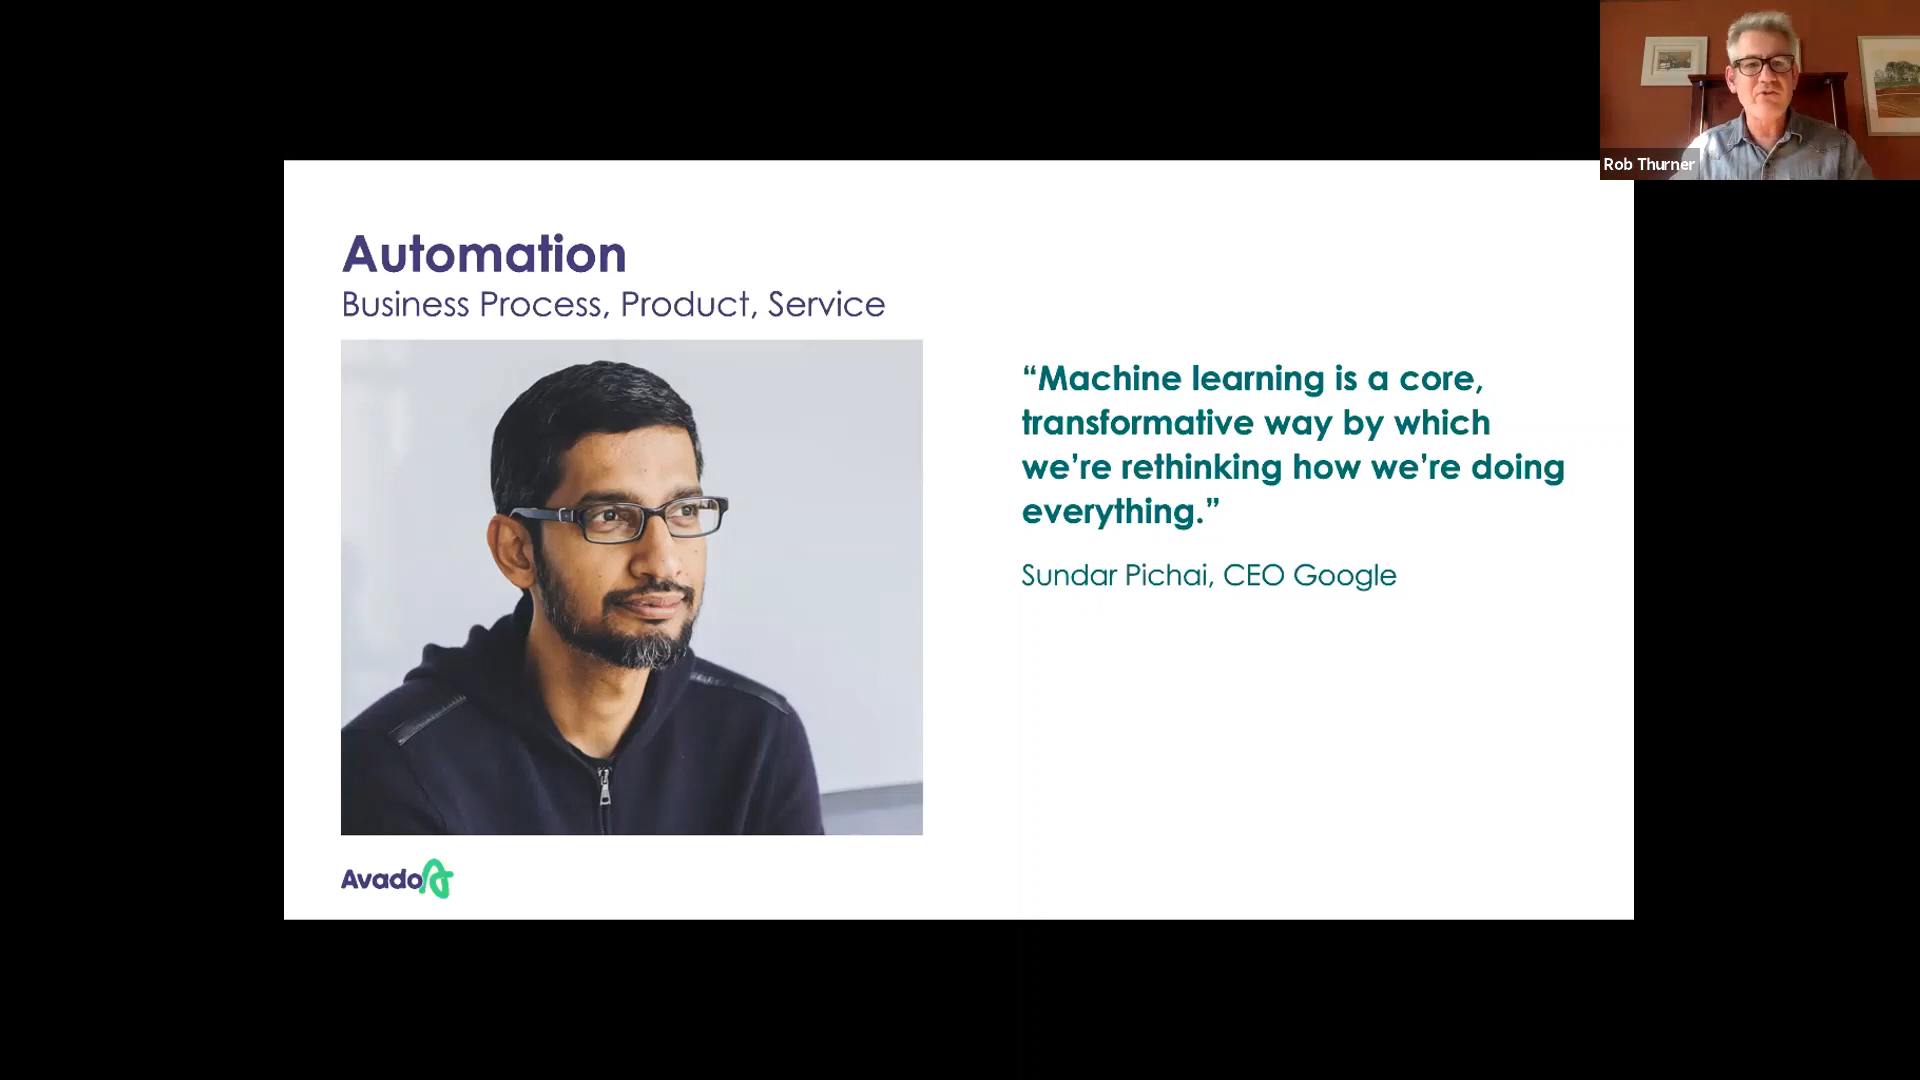 Rob Thurner
Automation
Business Process, Product, Service
“Machine learning is a core,
transformative way by which
we’re rethinking how we’re doing
everything.”
Sundar Pichai, CEO Google
Avado